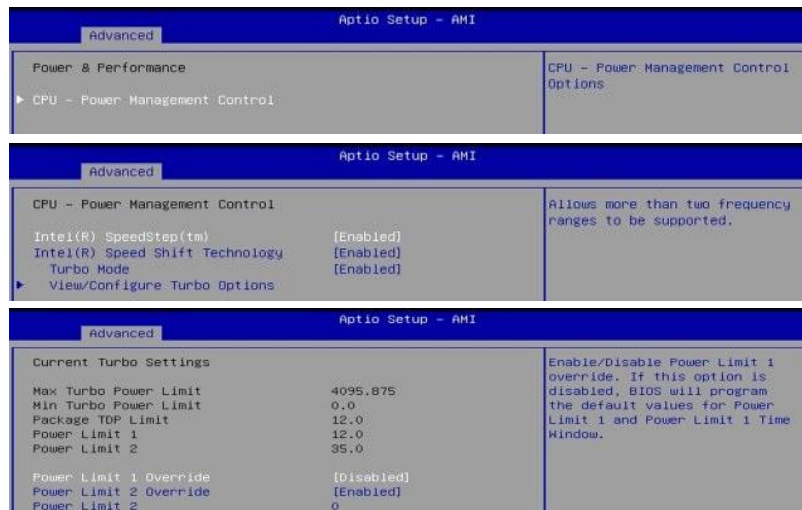 Aptio Setup - AMI
Advanced
Power & Performance
CPU - Power Management Control
CPU - Power Management Control
Options
Aptio Setup - AMI
Advanced
CPU - Power Management Control
Intel(R) SpeedStep(tm) [Enabled]
Intel(R) Speed Shift Technology [Enabled]
Turbo Mode [Enabled]
View/Configure Turbo Options
Allows more than two frequency
ranges to be supported.
Aptio Setup - AMI
Advanced
Current Turbo Settings
Max Turbo Power Limit 4095.875
Min Turbo Power Limit 0.0
Package TDP Limit 12.0
Power Limit 1 12.0
Power Limit 2 35.0
Power Limit 1 Override [Disabled]
Power Limit 2 Override [Enabled]
Power Limit 2 0
Enable/Disable Power Limit 1
override. If this option is
disabled, BIOS will program
the default values for Power
Limit 1 and Power Limit 1 Time
Window.